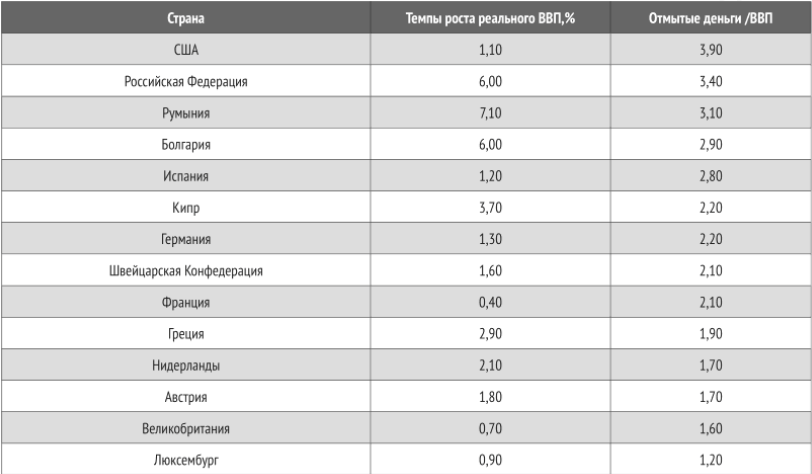 Страна Темпы роста реального ВВП,% Отмытые деньги /ВВП
США 1,10 3,90
Российская Федерация 6,00 3,40
Румыния 7,10 3,10
Болгария 6,00 2,90
Испания 1,20 2,80
Кипр 3,70 2,20
Германия 1,30 2,20
Швейцарская Конфедерация 1,60 2,10
Франция 0,40 2,10
Греция 2,90 1,90
Нидерланды 2,10 1,70
Австрия 1,80 1,70
Великобритания 0,70 1,60
Люксембург 0,90 1,20